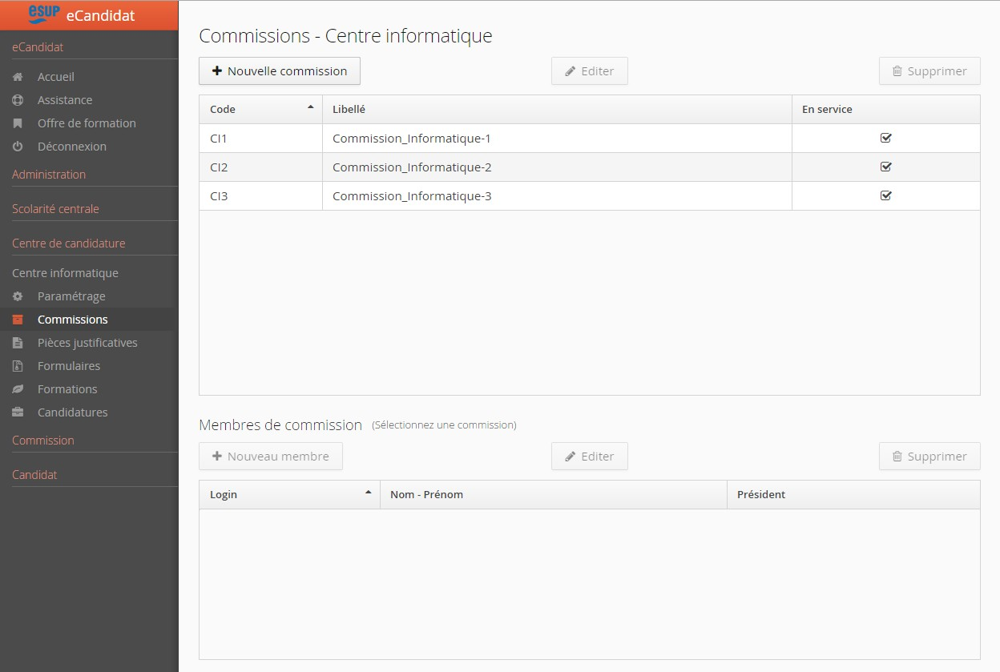 esup eCandidat
eCandidat
Accueil
Assistance
Offre de formation
Déconnexion
Administration
Scolarité centrale
Centre de candidature
Centre informatique
Paramétrage
Commissions
Pièces justificatives
Formulaires
Formations
Candidatures
Commission
Candidat
Commissions - Centre informatique
Nouvelle commission Editer Supprimer
Code Libellé En service
CI1 Commission_Informatique-1
CI2 Commission_Informatique-2
CI3 Commission_Informatique-3
Membres de commission (Sélectionnez une commission)
Nouveau membre Editer Supprimer
Login Nom - Prénom Président